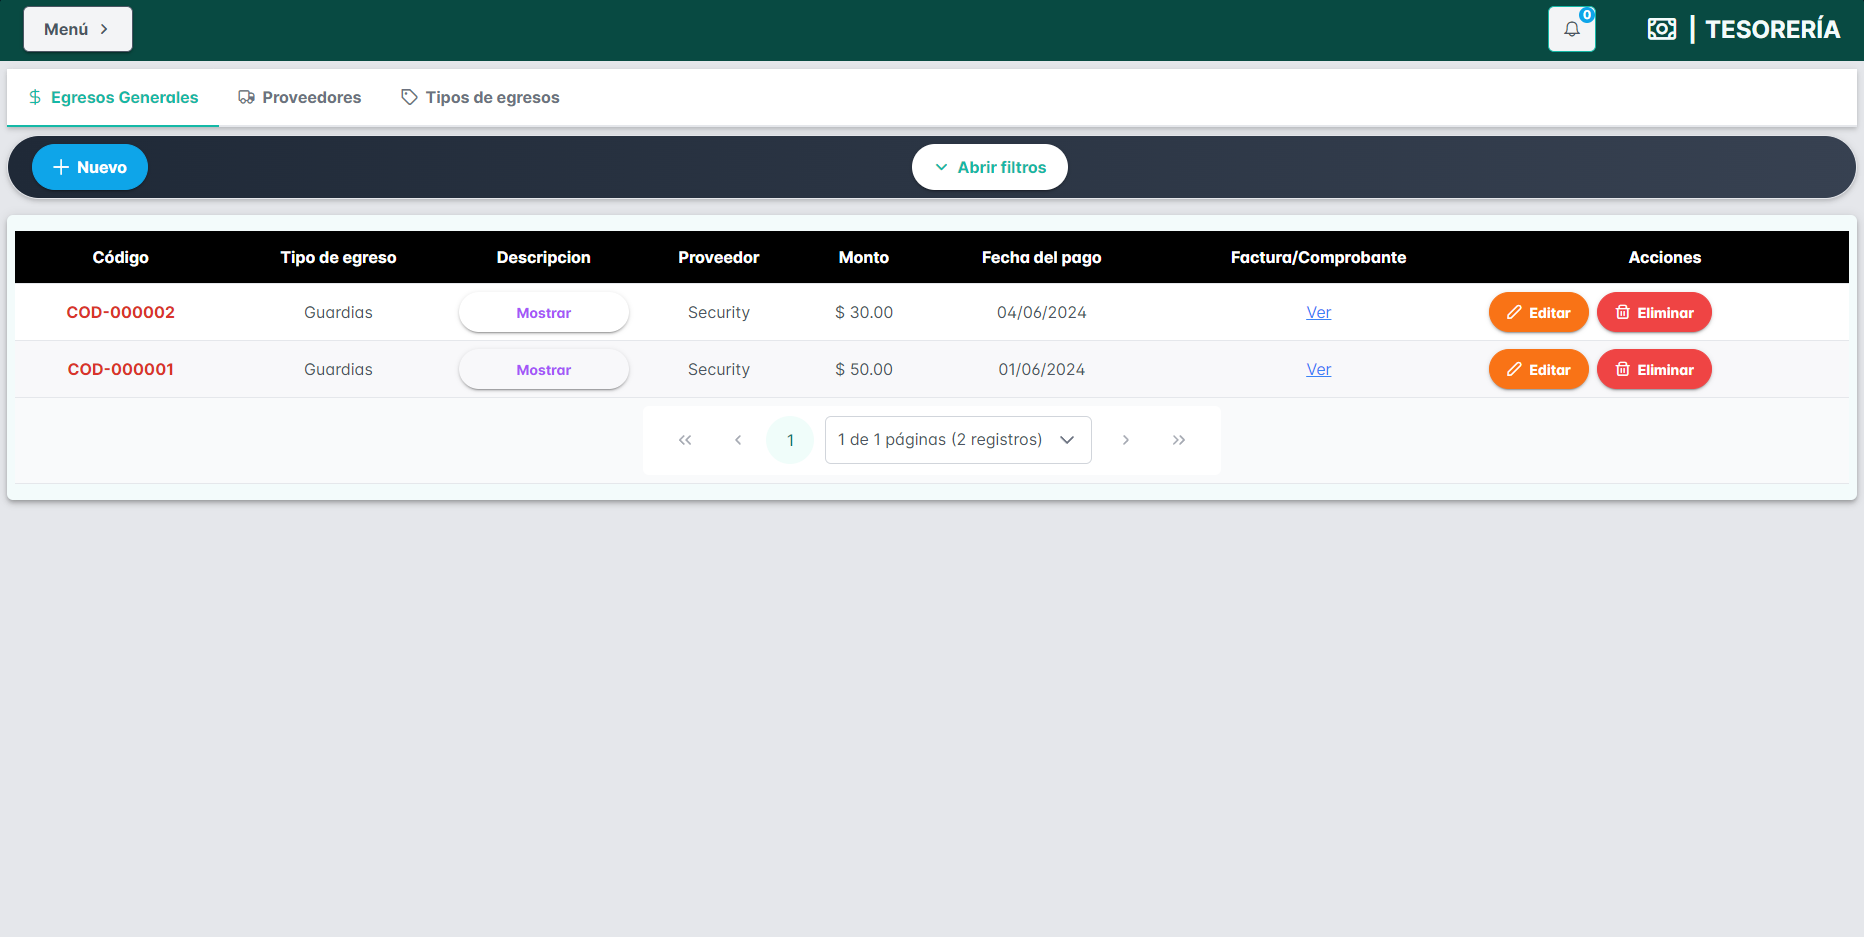 Menú
0
| TESORERÍA
Egresos Generales Proveedores Tipos de egresos
Nuevo Abrir filtros
Código Tipo de egreso Descripcion Proveedor Monto Fecha del pago Factura/Comprobante Acciones
COD-000002 Guardias Mostrar Security $ 30.00 04/06/2024 Ver Editar Eliminar
COD-000001 Guardias Mostrar Security $ 50.00 01/06/2024 Ver Editar Eliminar
1 1 de 1 páginas (2 registros)